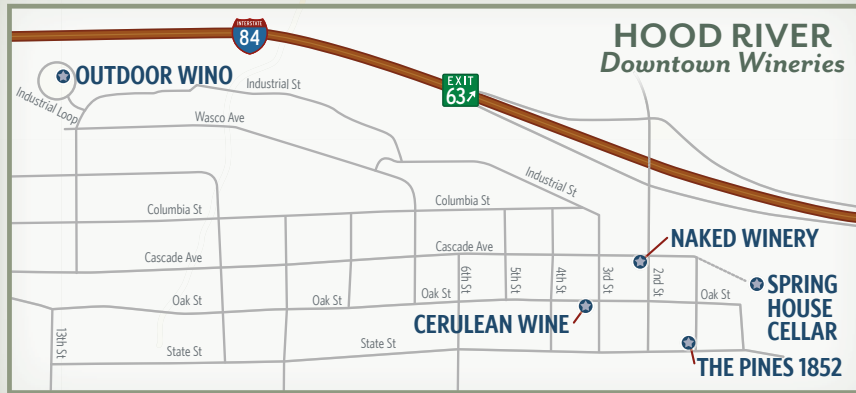 HOOD RIVER
Downtown Wineries
INTERSTATE
84
EXIT
63
OUTDOOR WINO
Industrial Loop
Industrial St
Wasco Ave
Industrial St
Columbia St
Columbia St
NAKED WINERY
Cascade Ave
Cascade Ave
6th St
5th St
4th St
3rd St
2nd St
SPRING
HOUSE
CELLAR
Oak St
Oak St
Oak St
Oak St
CERULEAN WINE
13th St
State St
State St
THE PINES 1852